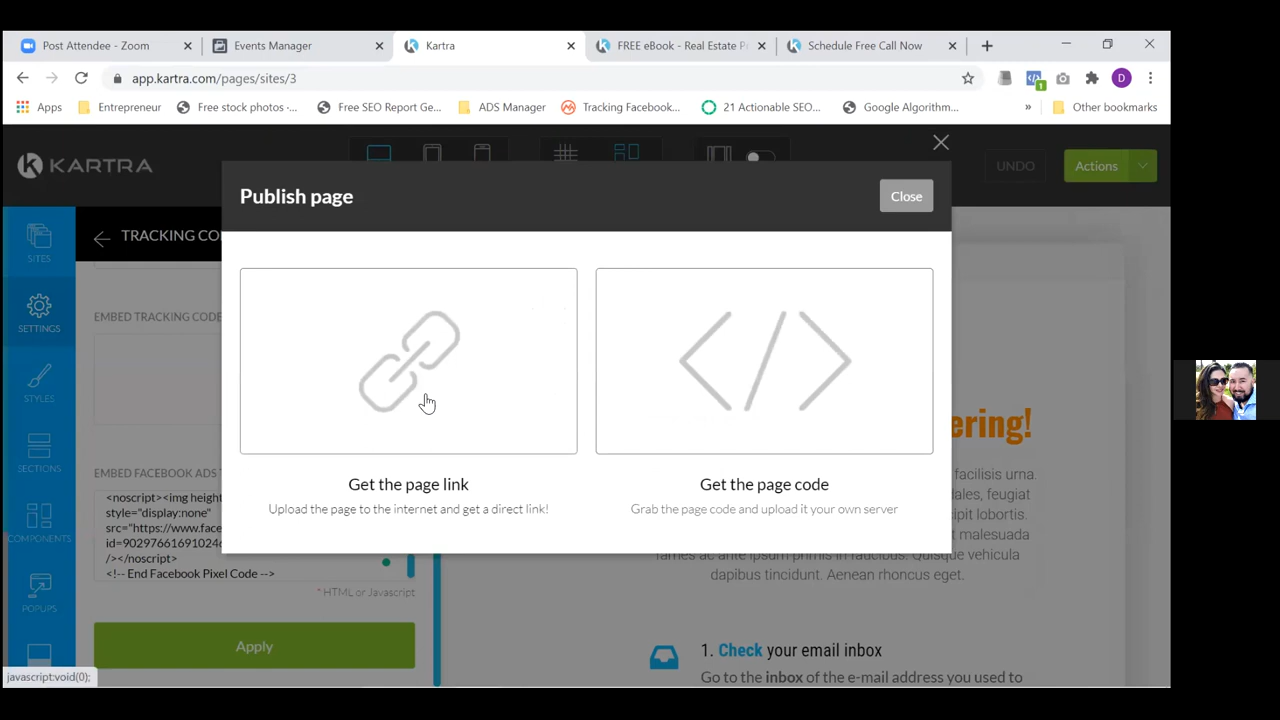 Post Attendee - Zoom
Events Manager
Kartra
FREE eBook - Real Estate P
Schedule Free Call Now
app.kartra.com/pages/sites/3
1
D
Apps
Entrepreneur
Free stock photos - ...
Free SEO Report Ge...
ADS Manager
Tracking Facebook...
21 Actionable SEO...
Google Algorithm...
»
Other bookmarks
KARTRA
UNDO
Actions
Publish page
Close
SITES
TRACKING CO
SETTINGS
EMBED TRACKING CODE
STYLES
SECTIONS
EMBED FACEBOOK ADS T
<noscript><img height
style="display:none"
src="https://www.face
id=90297661691024
/></noscript>
<!-- End Facebook Pixel Code -->
* HTML or Javascript
COMPONENTS
POPUPS
Apply
Get the page link
Upload the page to the internet and get a direct link!
Get the page code
Grab the page code and upload it your own server
ering!
facilisis urna
dales, feugiat
cipit lobortis.
et malesuada
fames ac ante ipsum primis in faucibus. Quisque vehicula
dapibus tincidunt. Aenean rhoncus eget.
1. Check your email inbox
Go to the inbox of the e-mail address you used to
javascript:void(0);